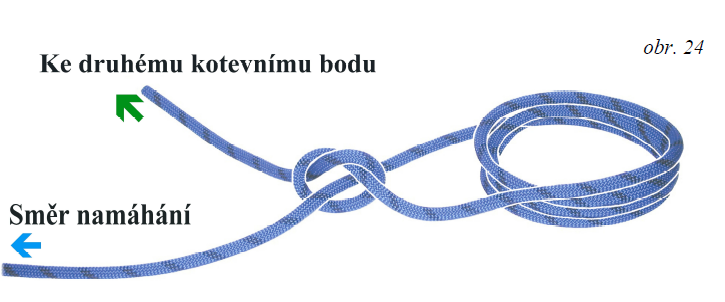 obr. 24
Ke druhému kotevnímu bodu
Směr namáhání